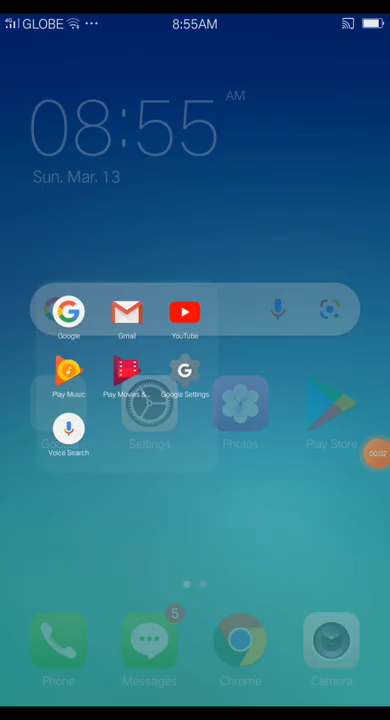 4G GLOBE ... 8:55AM
08:55 AM
Sun. Mar. 13
Google Gmail YouTube
Play Music Play Movies &... Google Settings
Settings Photos Play Store
Voice Search
00:02
5
Phone Messages Chrome Camera